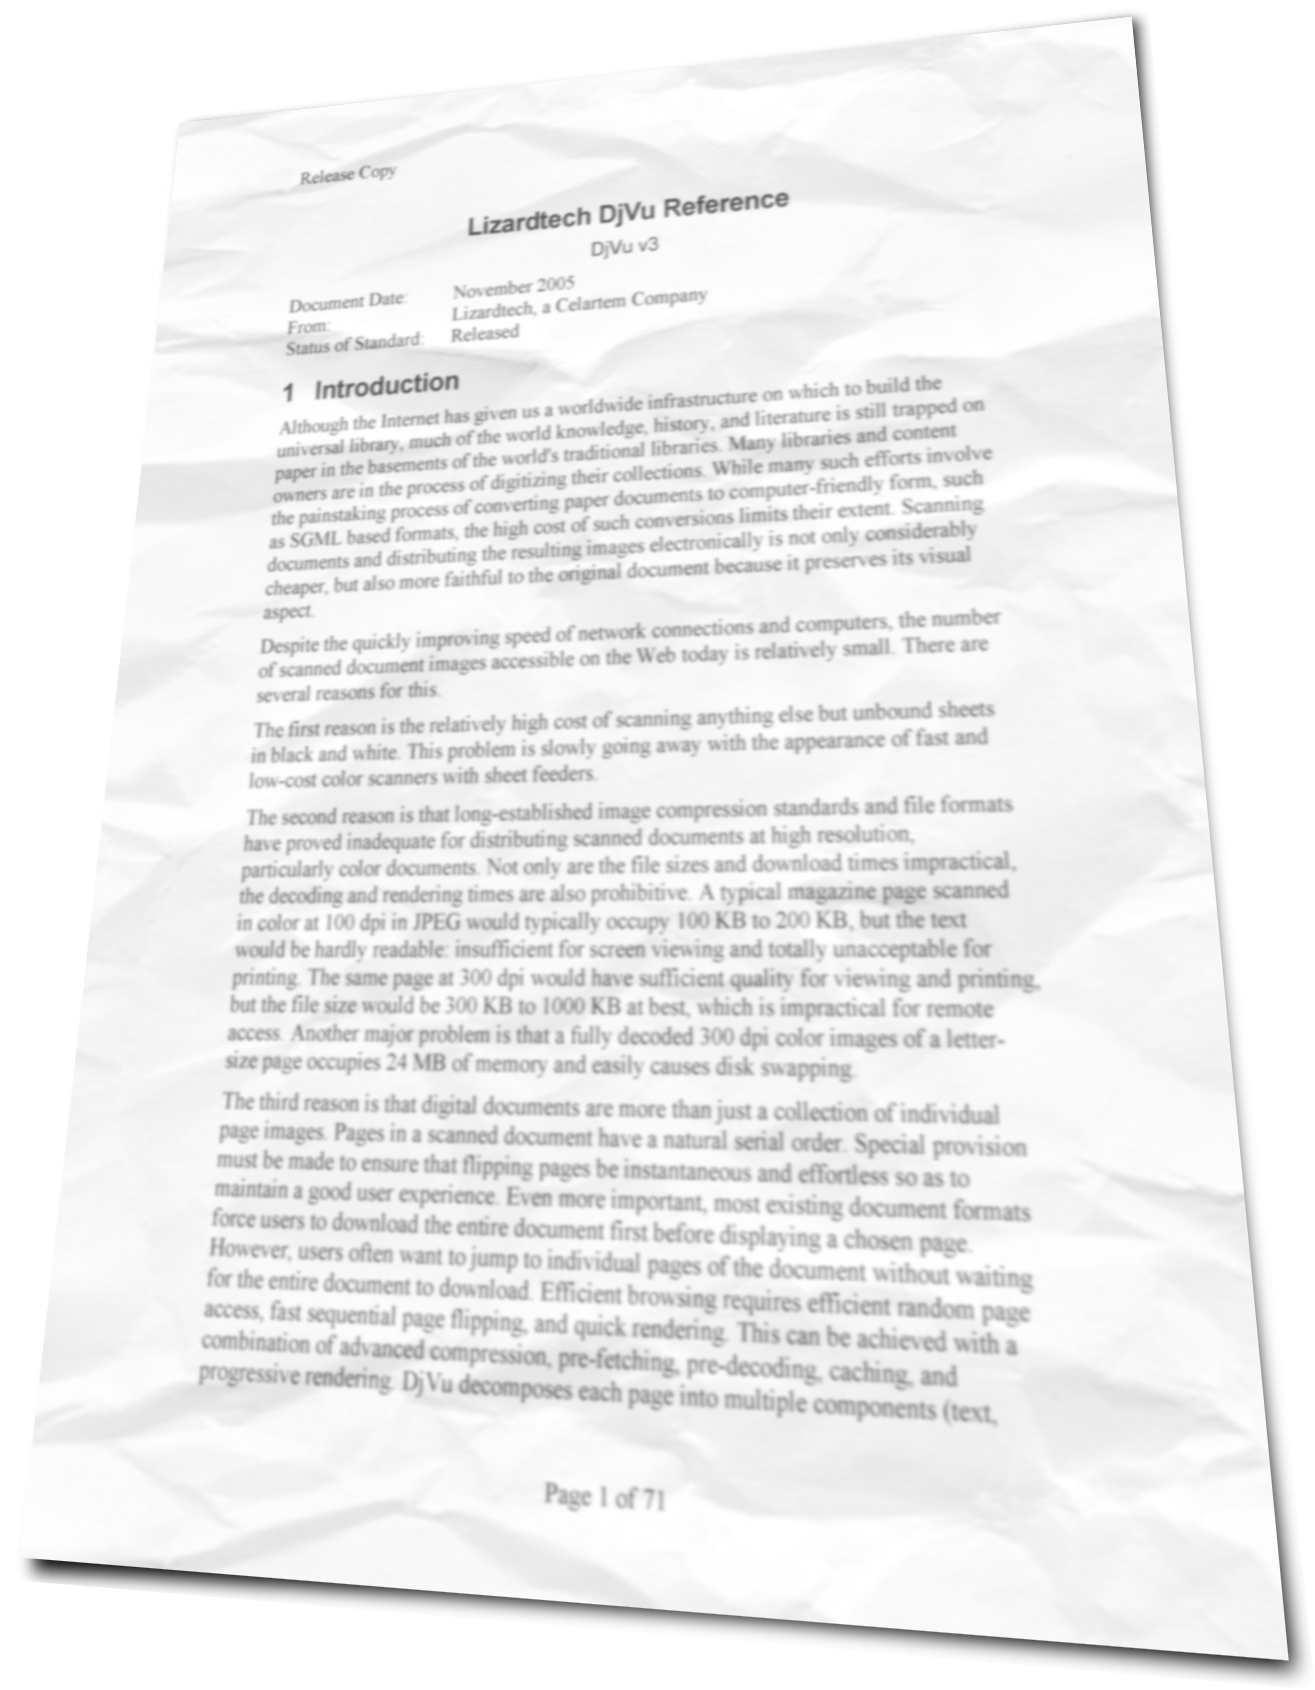 Release Copy
Lizardtech DjVu Reference
DjVu v3
Document Date: November 2005
From: Lizardtech, a Celartem Company
Status of Standard: Released
1 Introduction
Although the Internet has given us a worldwide infrastructure on which to build the
universal library, much of the world knowledge, history, and literature is still trapped on
paper in the basements of the world's traditional libraries. Many libraries and content
owners are in the process of digitizing their collections. While many such efforts involve
the painstaking process of converting paper documents to computer-friendly form, such
as SGML based formats, the high cost of such conversions limits their extent. Scanning
documents and distributing the resulting images electronically is not only considerably
cheaper, but also more faithful to the original document because it preserves its visual
aspect.
Despite the quickly improving speed of network connections and computers, the number
of scanned document images accessible on the Web today is relatively small. There are
several reasons for this.
The first reason is the relatively high cost of scanning anything else but unbound sheets
in black and white. This problem is slowly going away with the appearance of fast and
low-cost color scanners with sheet feeders.
The second reason is that long-established image compression standards and file formats
have proved inadequate for distributing scanned documents at high resolution,
particularly color documents. Not only are the file sizes and download times impractical,
the decoding and rendering times are also prohibitive. A typical magazine page scanned
in color at 100 dpi in JPEG would typically occupy 100 KB to 200 KB, but the text
would be hardly readable: insufficient for screen viewing and totally unacceptable for
printing. The same page at 300 dpi would have sufficient quality for viewing and printing,
but the file size would be 300 KB to 1000 KB at best, which is impractical for remote
access. Another major problem is that a fully decoded 300 dpi color images of a letter-
size page occupies 24 MB of memory and easily causes disk swapping.
The third reason is that digital documents are more than just a collection of individual
page images. Pages in a scanned document have a natural serial order. Special provision
must be made to ensure that flipping pages be instantaneous and effortless so as to
maintain a good user experience. Even more important, most existing document formats
force users to download the entire document first before displaying a chosen page.
However, users often want to jump to individual pages of the document without waiting
for the entire document to download. Efficient browsing requires efficient random page
access, fast sequential page flipping, and quick rendering. This can be achieved with a
combination of advanced compression, pre-fetching, pre-decoding, caching, and
progressive rendering. DjVu decomposes each page into multiple components (text,
Page 1 of 71